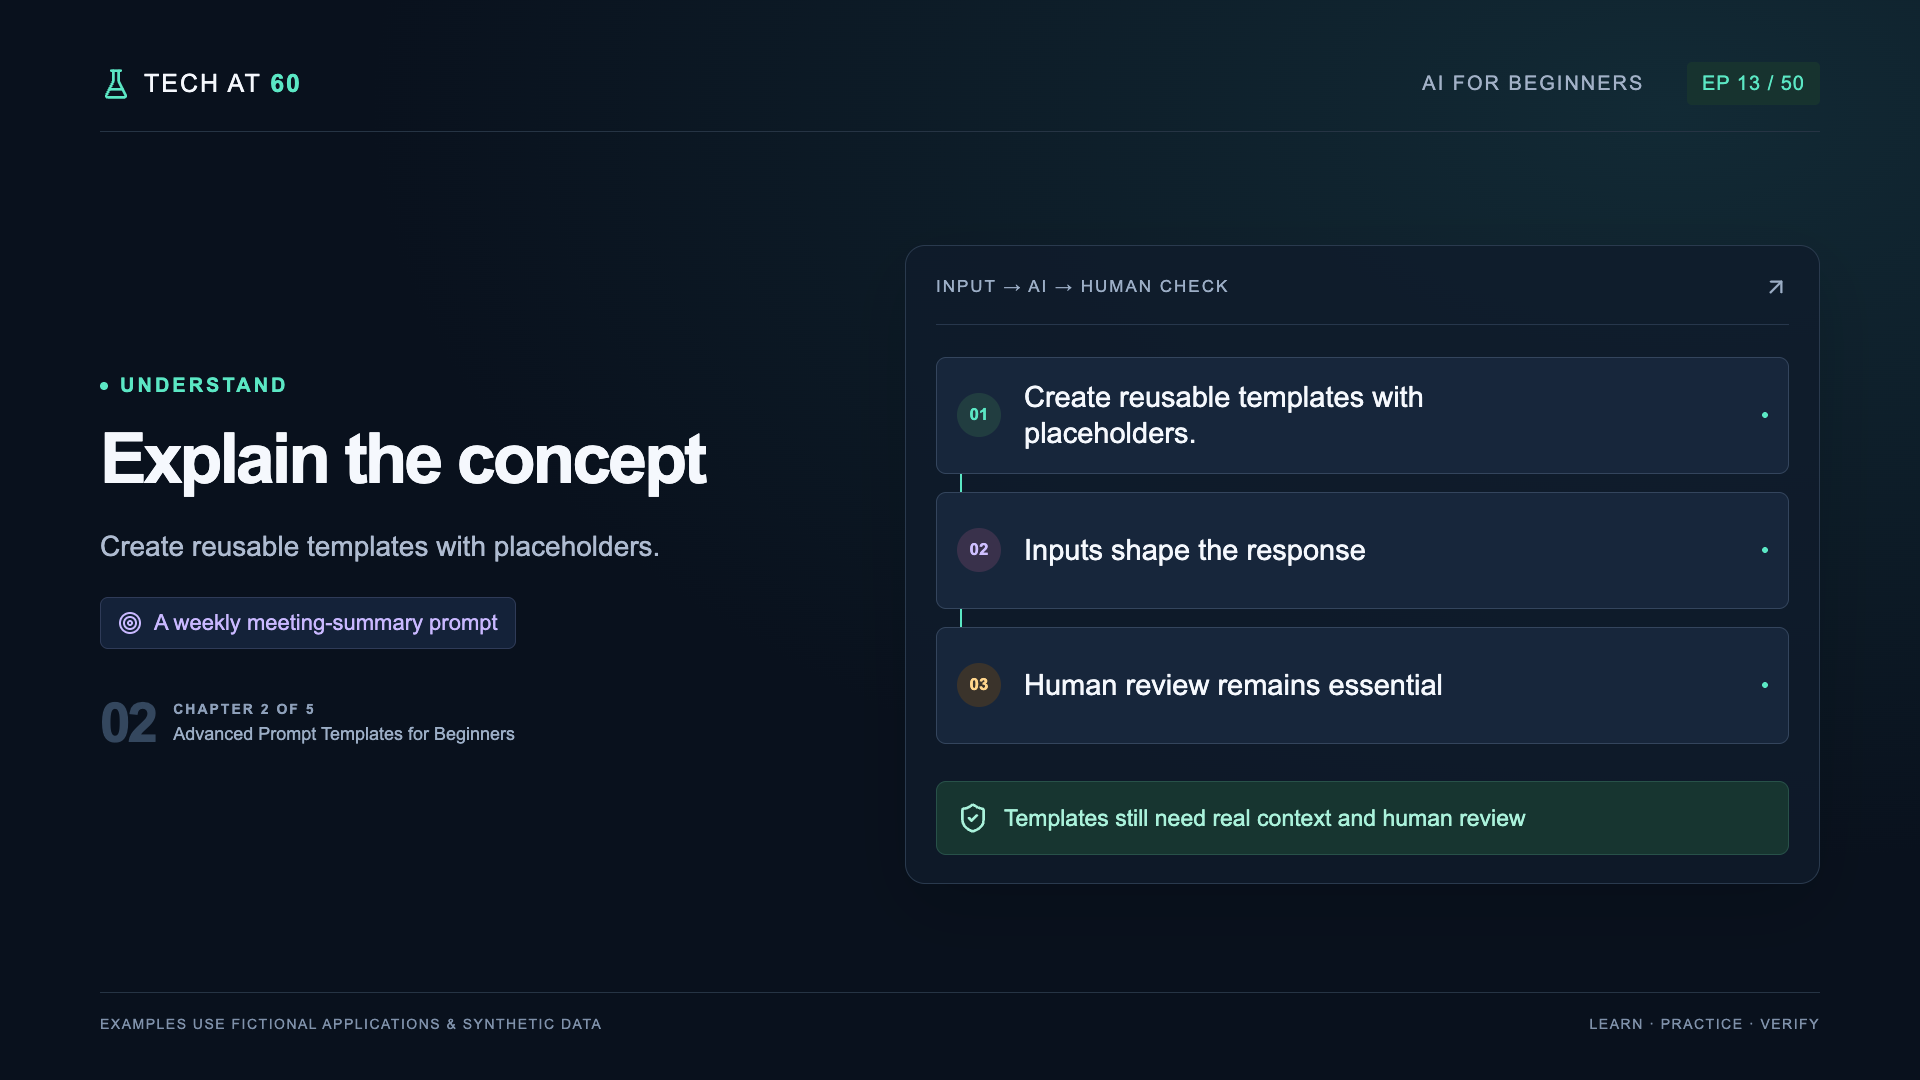 TECH AT 60
AI FOR BEGINNERS
EP 13 / 50
UNDERSTAND
Explain the concept
Create reusable templates with placeholders.
A weekly meeting-summary prompt
02
CHAPTER 2 OF 5
Advanced Prompt Templates for Beginners
INPUT → AI → HUMAN CHECK
01
Create reusable templates with
placeholders.
02
Inputs shape the response
03
Human review remains essential
Templates still need real context and human review
EXAMPLES USE FICTIONAL APPLICATIONS & SYNTHETIC DATA
LEARN · PRACTICE · VERIFY